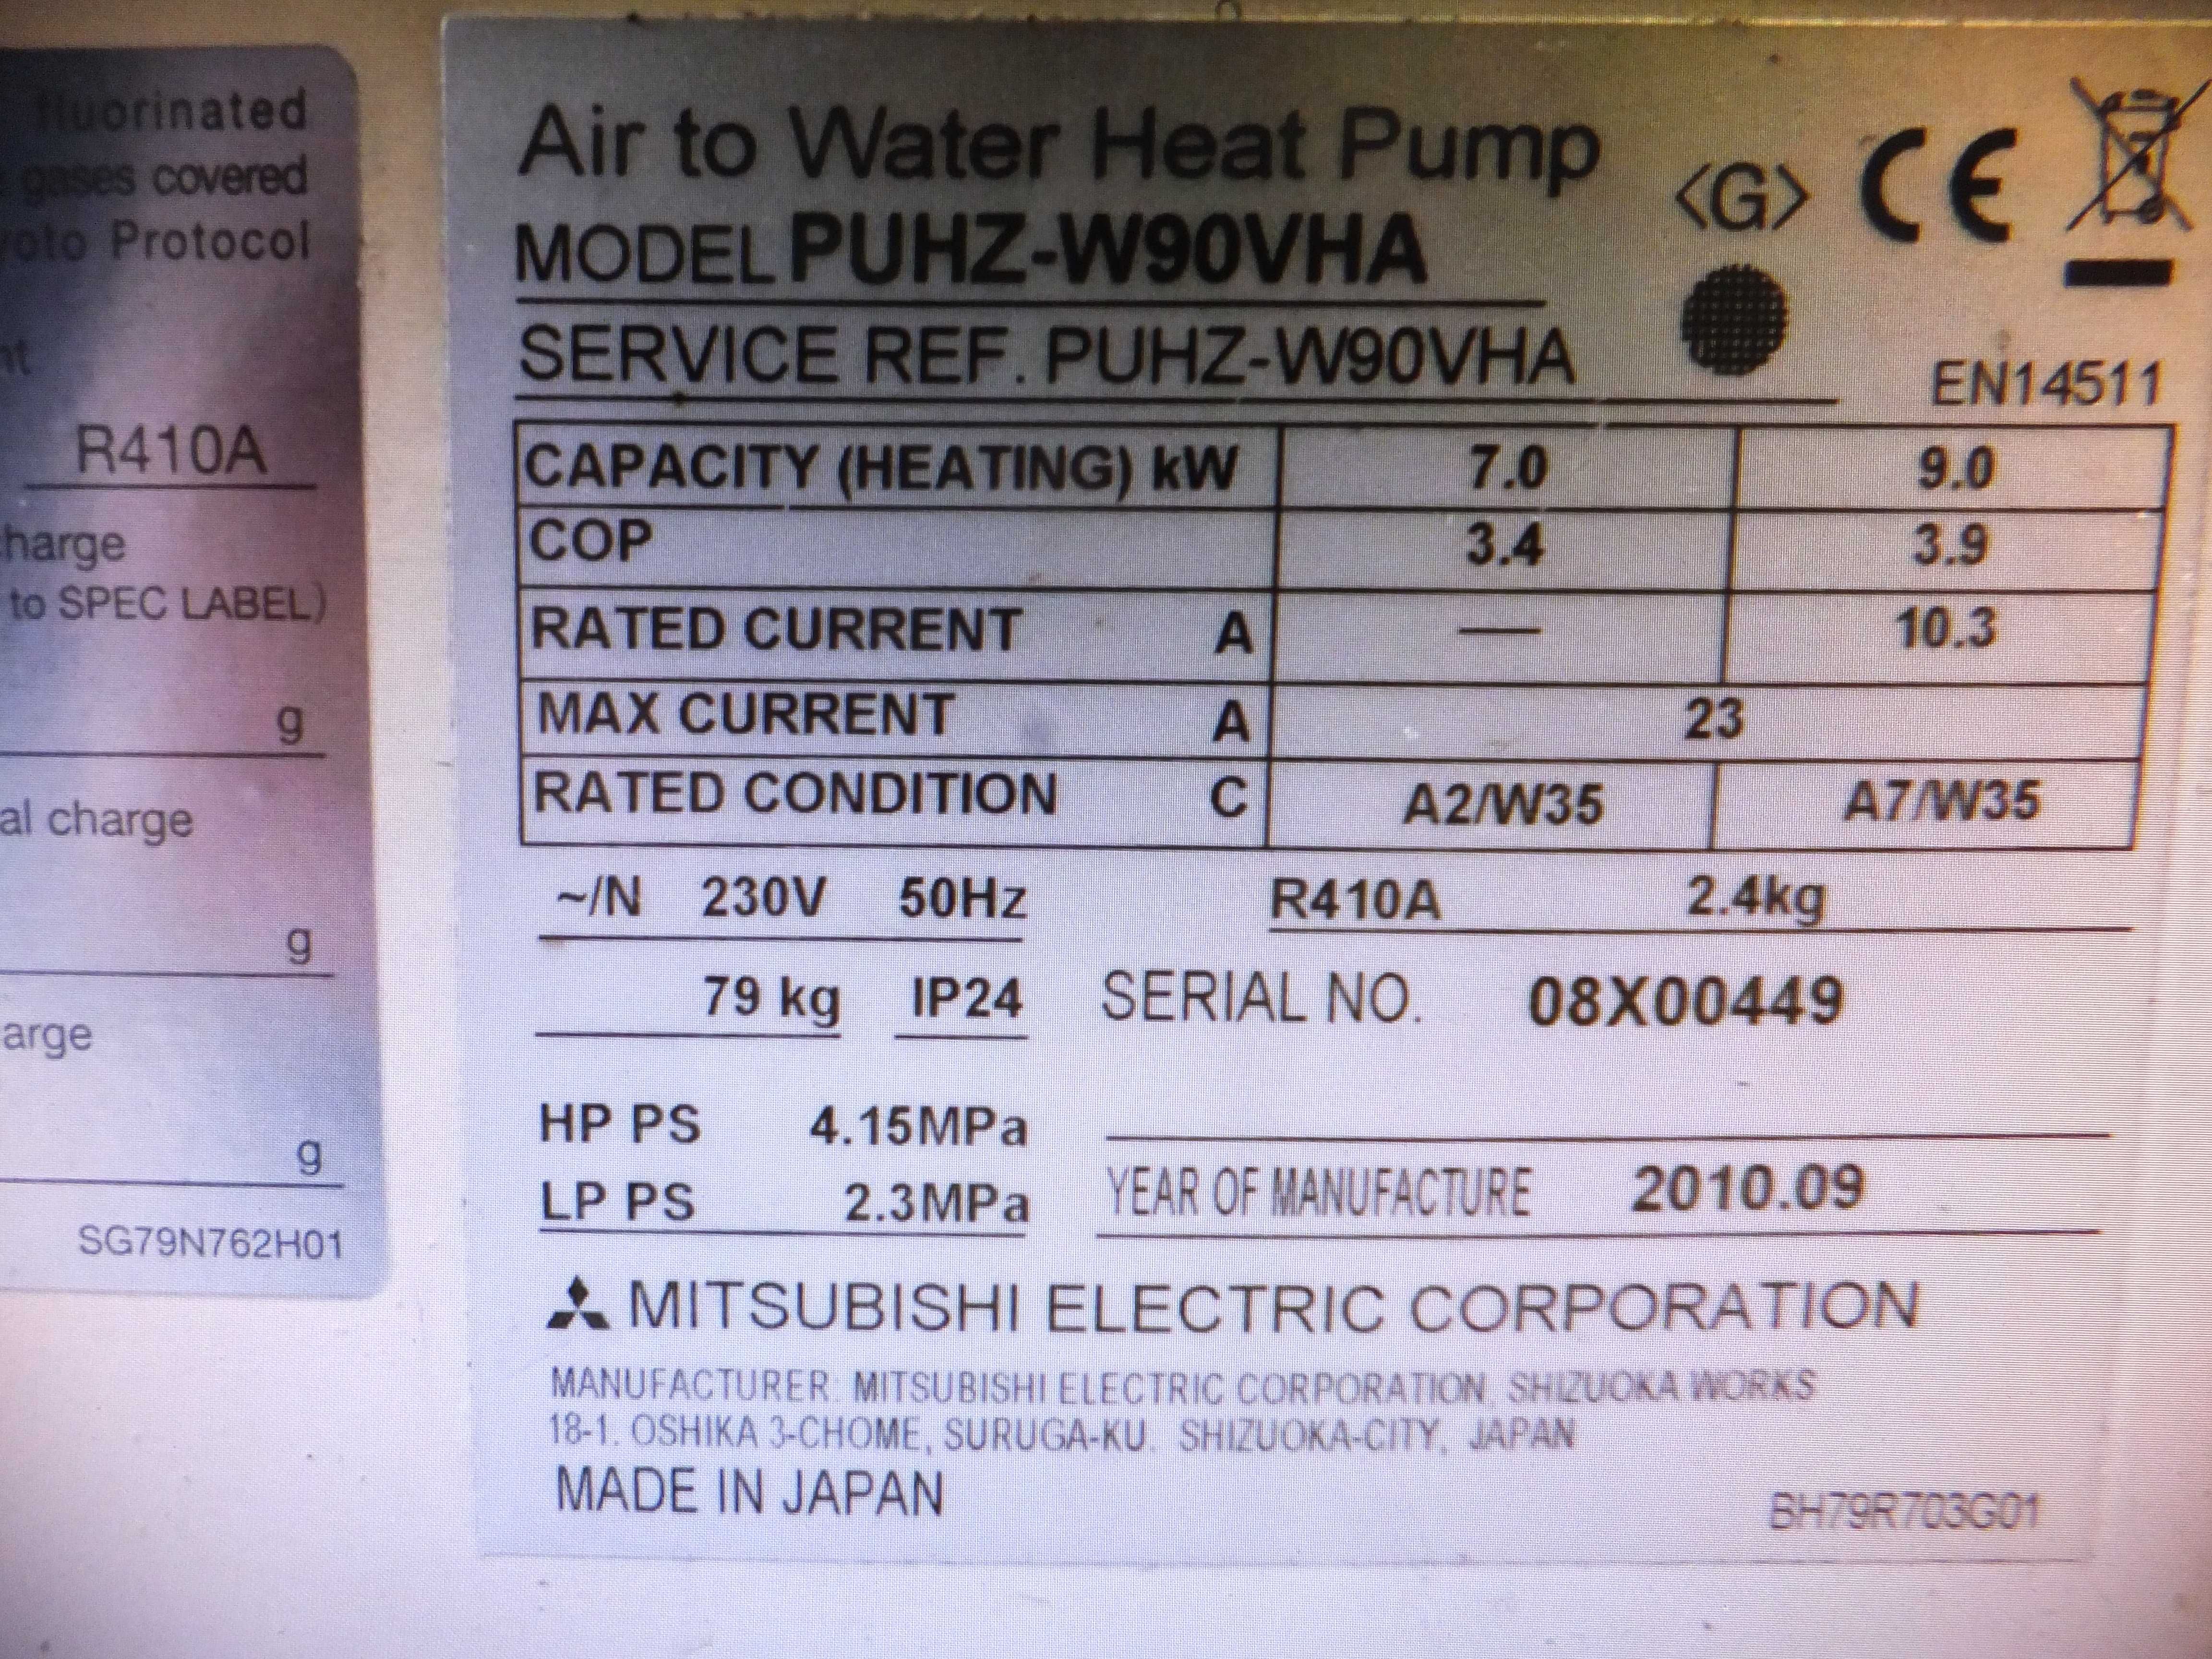 fluorinated
gases covered
Protocol
R410A
to SPEC LABEL)
g
charge
g
g
SG79N762H01
Air to Water Heat Pump
MODEL PUHZ-W90VHA
<G> CE
SERVICE REF. PUHZ-W90VHA
EN14511
CAPACITY (HEATING) kW 7.0 9.0
COP 3.4 3.9
RATED CURRENT A — 10.3
MAX CURRENT A 23
RATED CONDITION C A2/W35 A7/W35
~/N 230V 50Hz R410A 2.4kg
79 kg IP24 SERIAL NO. 08X00449
HP PS 4.15MPa
LP PS 2.3MPa YEAR OF MANUFACTURE 2010.09
MITSUBISHI ELECTRIC CORPORATION
MANUFACTURER: MITSUBISHI ELECTRIC CORPORATION, SHIZUOKA WORKS
18-1, OSHIKA 3-CHOME, SURUGA-KU, SHIZUOKA-CITY, JAPAN
MADE IN JAPAN
BH79R703G01